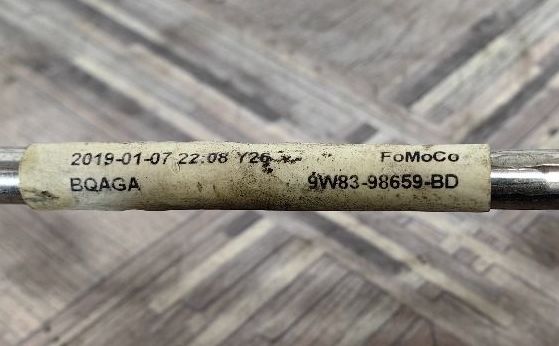 2019-01-07 22:08 Y26 FoMoCo
BQAGA 9W83-98659-BD